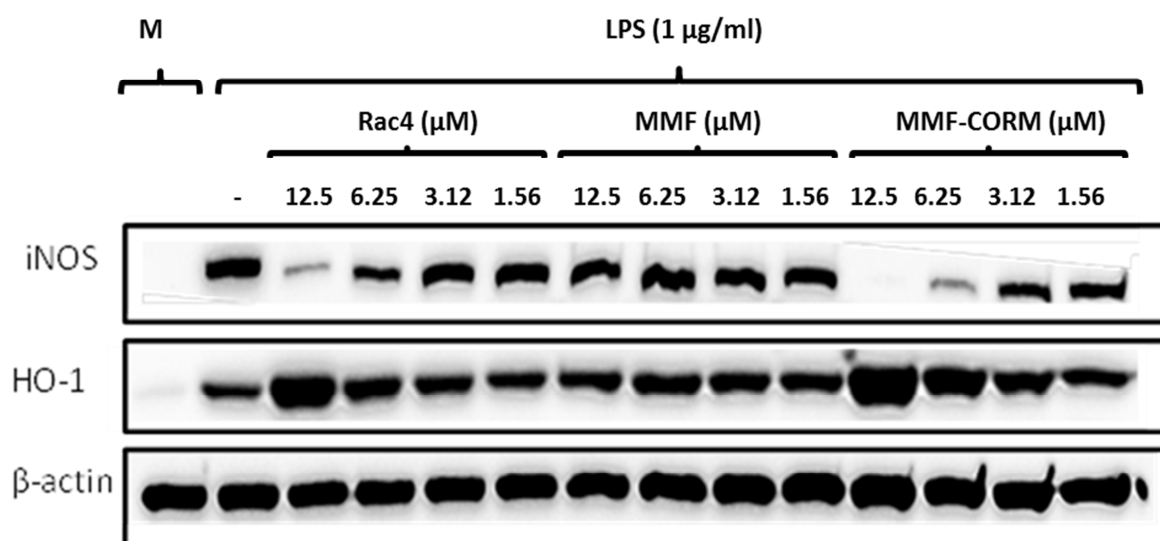 M LPS (1 µg/ml)
Rac4 (µM) MMF (µM) MMF-CORM (µM)
- 12.5 6.25 3.12 1.56 12.5 6.25 3.12 1.56 12.5 6.25 3.12 1.56
iNOS
HO-1
β-actin